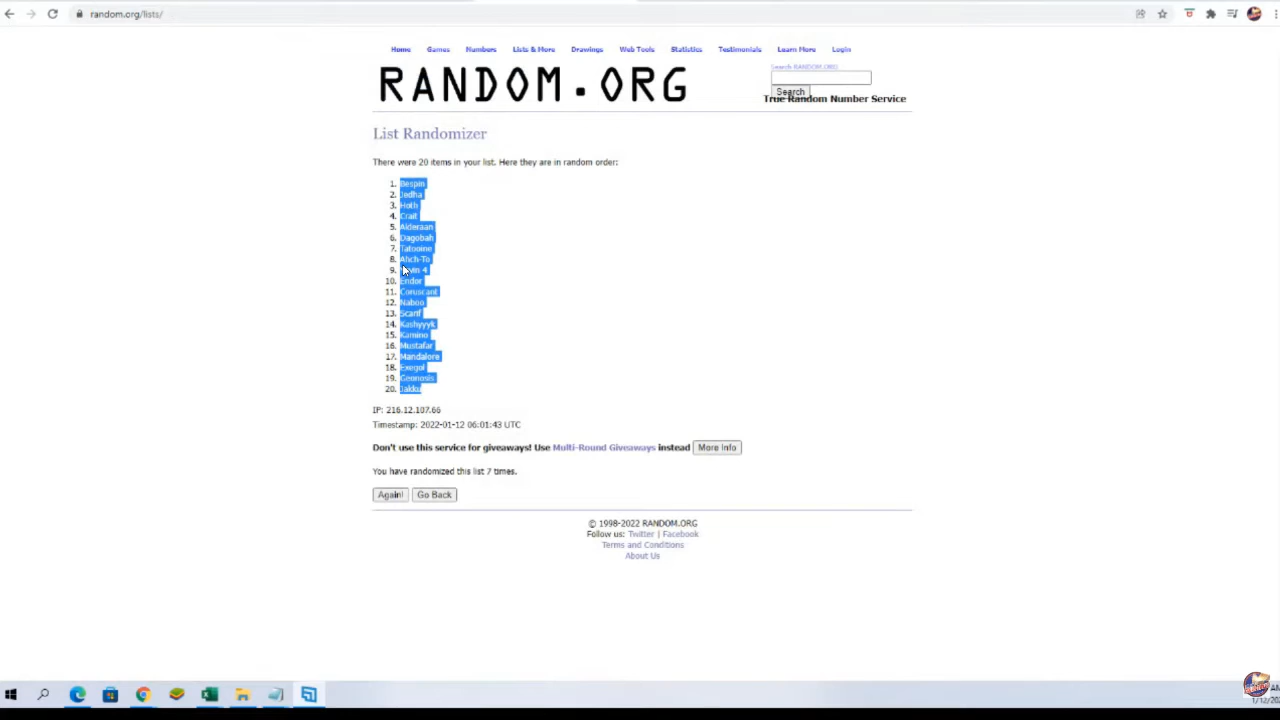 random.org/lists/
Home Games Numbers Lists & More Drawings Web Tools Statistics Testimonials Learn More Login
RANDOM.ORG
Search RANDOM.ORG
Search
True Random Number Service
List Randomizer
There were 20 items in your list. Here they are in random order:
1. Bespin
2. Jedha
3. Hoth
4. Crait
5. Alderaan
6. Dagobah
7. Tatooine
8. Ahch-To
9. Yavin 4
10. Endor
11. Coruscant
12. Naboo
13. Scarif
14. Kashyyyk
15. Kamino
16. Mustafar
17. Mandalore
18. Exegol
19. Geonosis
20. Jakku
IP: 216.12.107.66
Timestamp: 2022-01-12 06:01:43 UTC
Don't use this service for giveaways! Use Multi-Round Giveaways instead More Info
You have randomized this list 7 times.
Again! Go Back
© 1998-2022 RANDOM.ORG
Follow us: Twitter | Facebook
Terms and Conditions
About Us